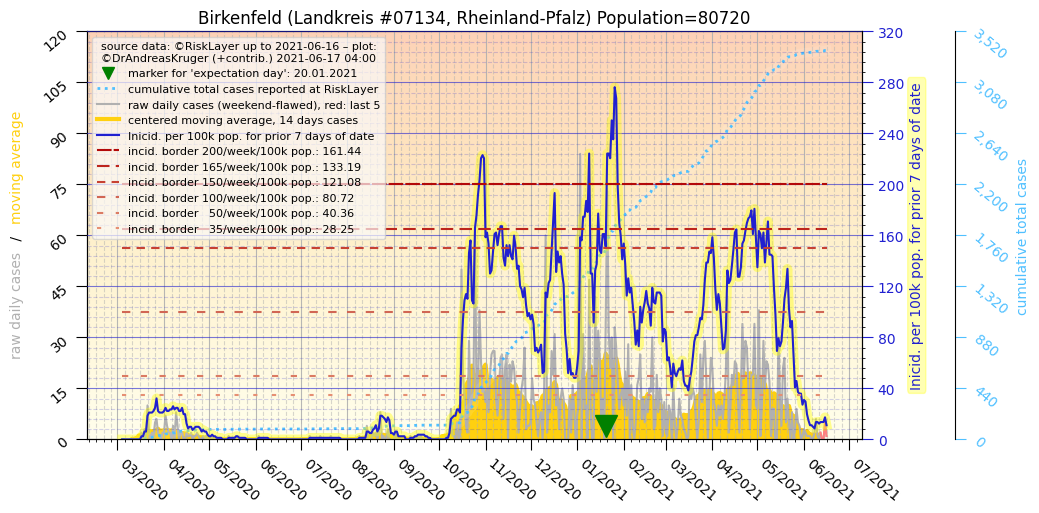 Birkenfeld (Landkreis #07134, Rheinland-Pfalz) Population=80720
source data: ©RiskLayer up to 2021-06-16 – plot:
©DrAndreasKruger (+contrib.) 2021-06-17 04:00
marker for 'expectation day': 20.01.2021
cumulative total cases reported at RiskLayer
raw daily cases (weekend-flawed), red: last 5
centered moving average, 14 days cases
Inicid. per 100k pop. for prior 7 days of date
incid. border 200/week/100k pop.: 161.44
incid. border 165/week/100k pop.: 133.19
incid. border 150/week/100k pop.: 121.08
incid. border 100/week/100k pop.: 80.72
incid. border   50/week/100k pop.: 40.36
incid. border   35/week/100k pop.: 28.25
raw daily cases / moving average
120
105
90
75
60
45
30
15
0
03/2020
04/2020
05/2020
06/2020
07/2020
08/2020
09/2020
10/2020
11/2020
12/2020
01/2021
02/2021
03/2021
04/2021
05/2021
06/2021
07/2021
320
280
240
200
160
120
80
40
0
Inicid. per 100k pop. for prior 7 days of date
3,520
3,080
2,640
2,200
1,760
1,320
880
440
0
cumulative total cases